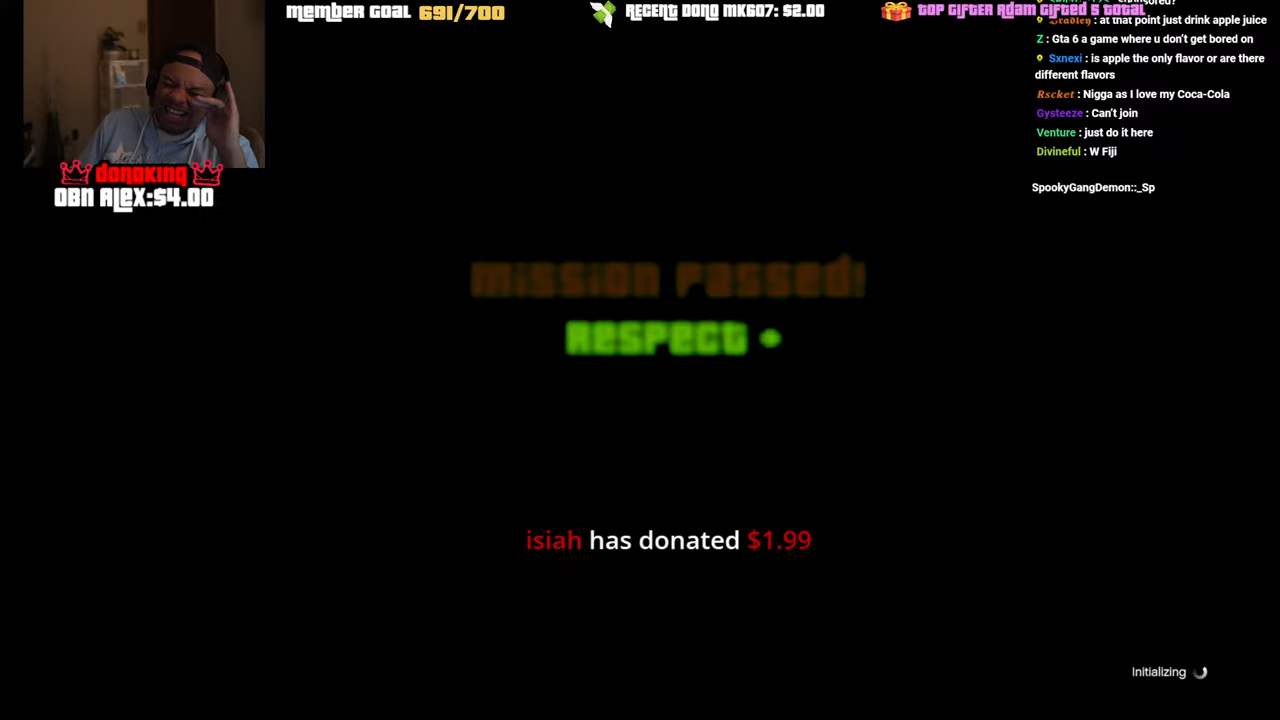 MEMBER GOAL 691/700
RECENT DONO MK607: $2.00
TOP GIFTER ADAM GIFTED 5 TOTAL
Bradley : at that point just drink apple juice
Z : Gta 6 a game where u don't get bored on
Sxnexi : is apple the only flavor or are there
different flavors
Rscket : Nigga as I love my Coca-Cola
Gysteeze : Can't join
Venture : just do it here
Divineful : W Fiji
SpookyGangDemon::_Sp
DONOKING
OBN ALEX:$4.00
MISSION PASSED!
RESPECT +
isiah has donated $1.99
Initializing